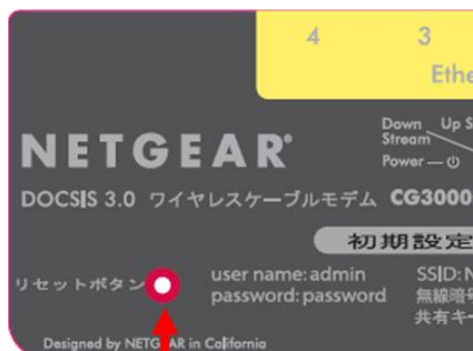 4 3
Ethe
Down Up S
Stream
Power — ⏻
NETGEAR®
DOCSIS 3.0 ワイヤレスケーブルモデム CG3000
初期設定
リセットボタン
user name: admin
password: password
SSID: N
無線暗号
共有キー
Designed by NETGEAR in California